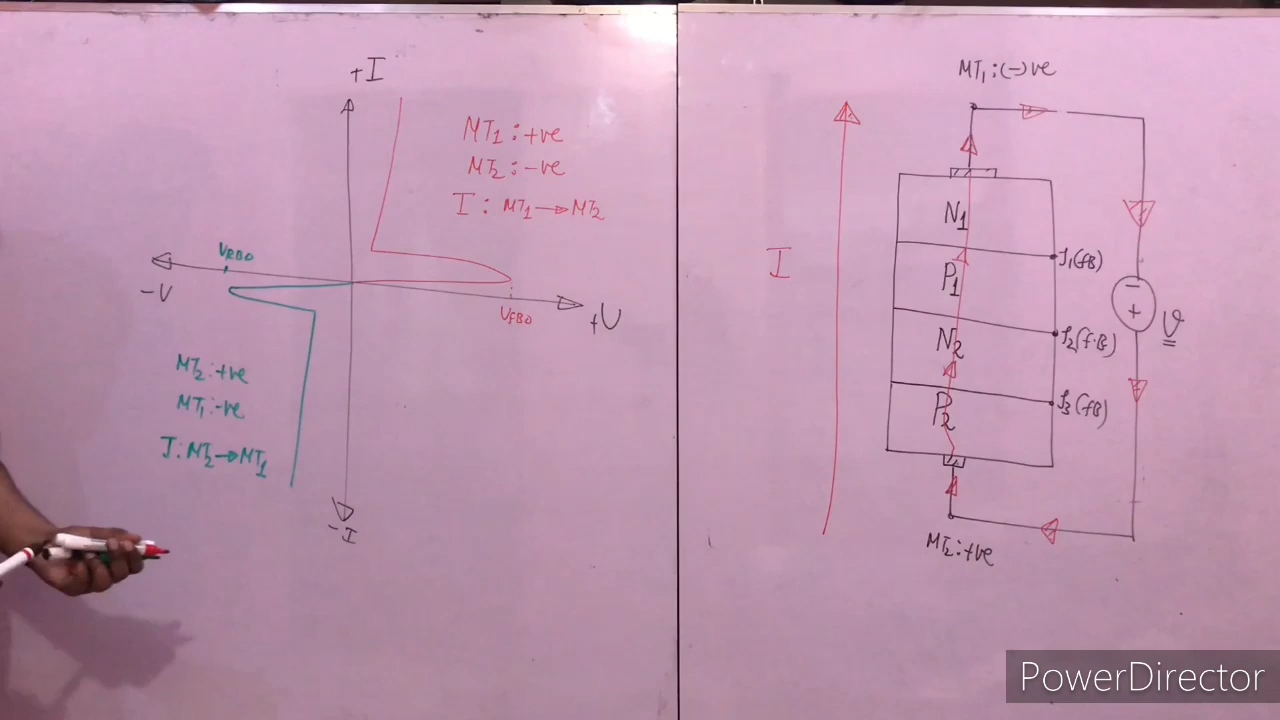 +I
MT1 : +ve
MT2 : -ve
I : MT1 → MT2
VRBO
-V
VFBO
+V
MT2 : +ve
MT1 : -ve
I : MT2 → MT1
-I
MT1 : (-)ve
N1
J1(fB)
I
P1
-
+
V
N2
J2(f.B)
P2
J3(fB)
MT2 : +ve
PowerDirector